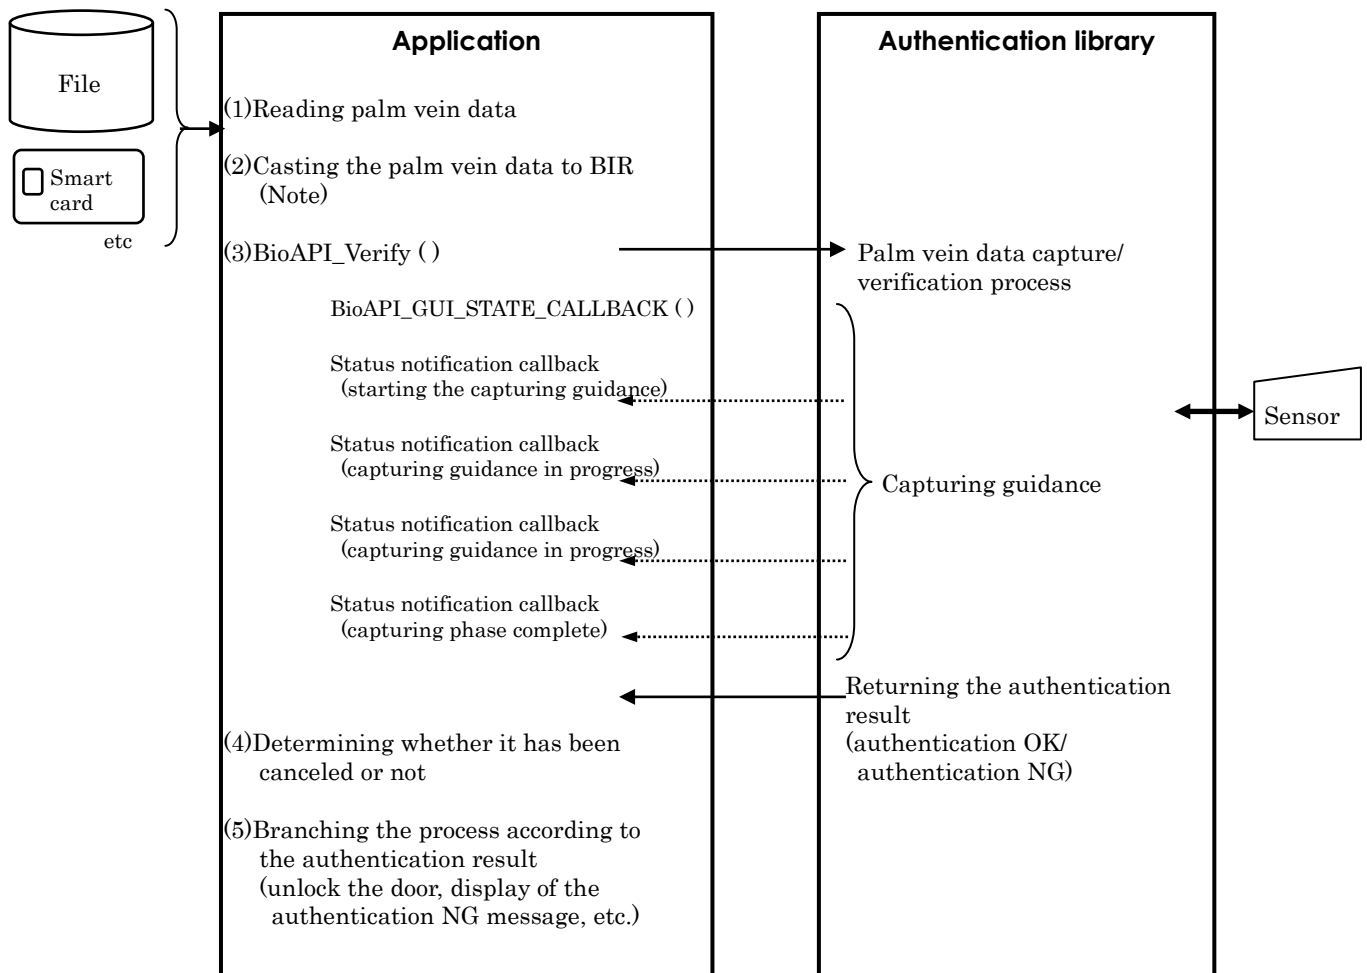 Application
Authentication library
File
Smart
card
etc
(1)Reading palm vein data
(2)Casting the palm vein data to BIR
(Note)
(3)BioAPI_Verify ( )
Palm vein data capture/
verification process
BioAPI_GUI_STATE_CALLBACK ( )
Status notification callback
(starting the capturing guidance)
Status notification callback
(capturing guidance in progress)
Status notification callback
(capturing guidance in progress)
Status notification callback
(capturing phase complete)
Capturing guidance
Sensor
Returning the authentication
result
(authentication OK/
authentication NG)
(4)Determining whether it has been
canceled or not
(5)Branching the process according to
the authentication result
(unlock the door, display of the
authentication NG message, etc.)